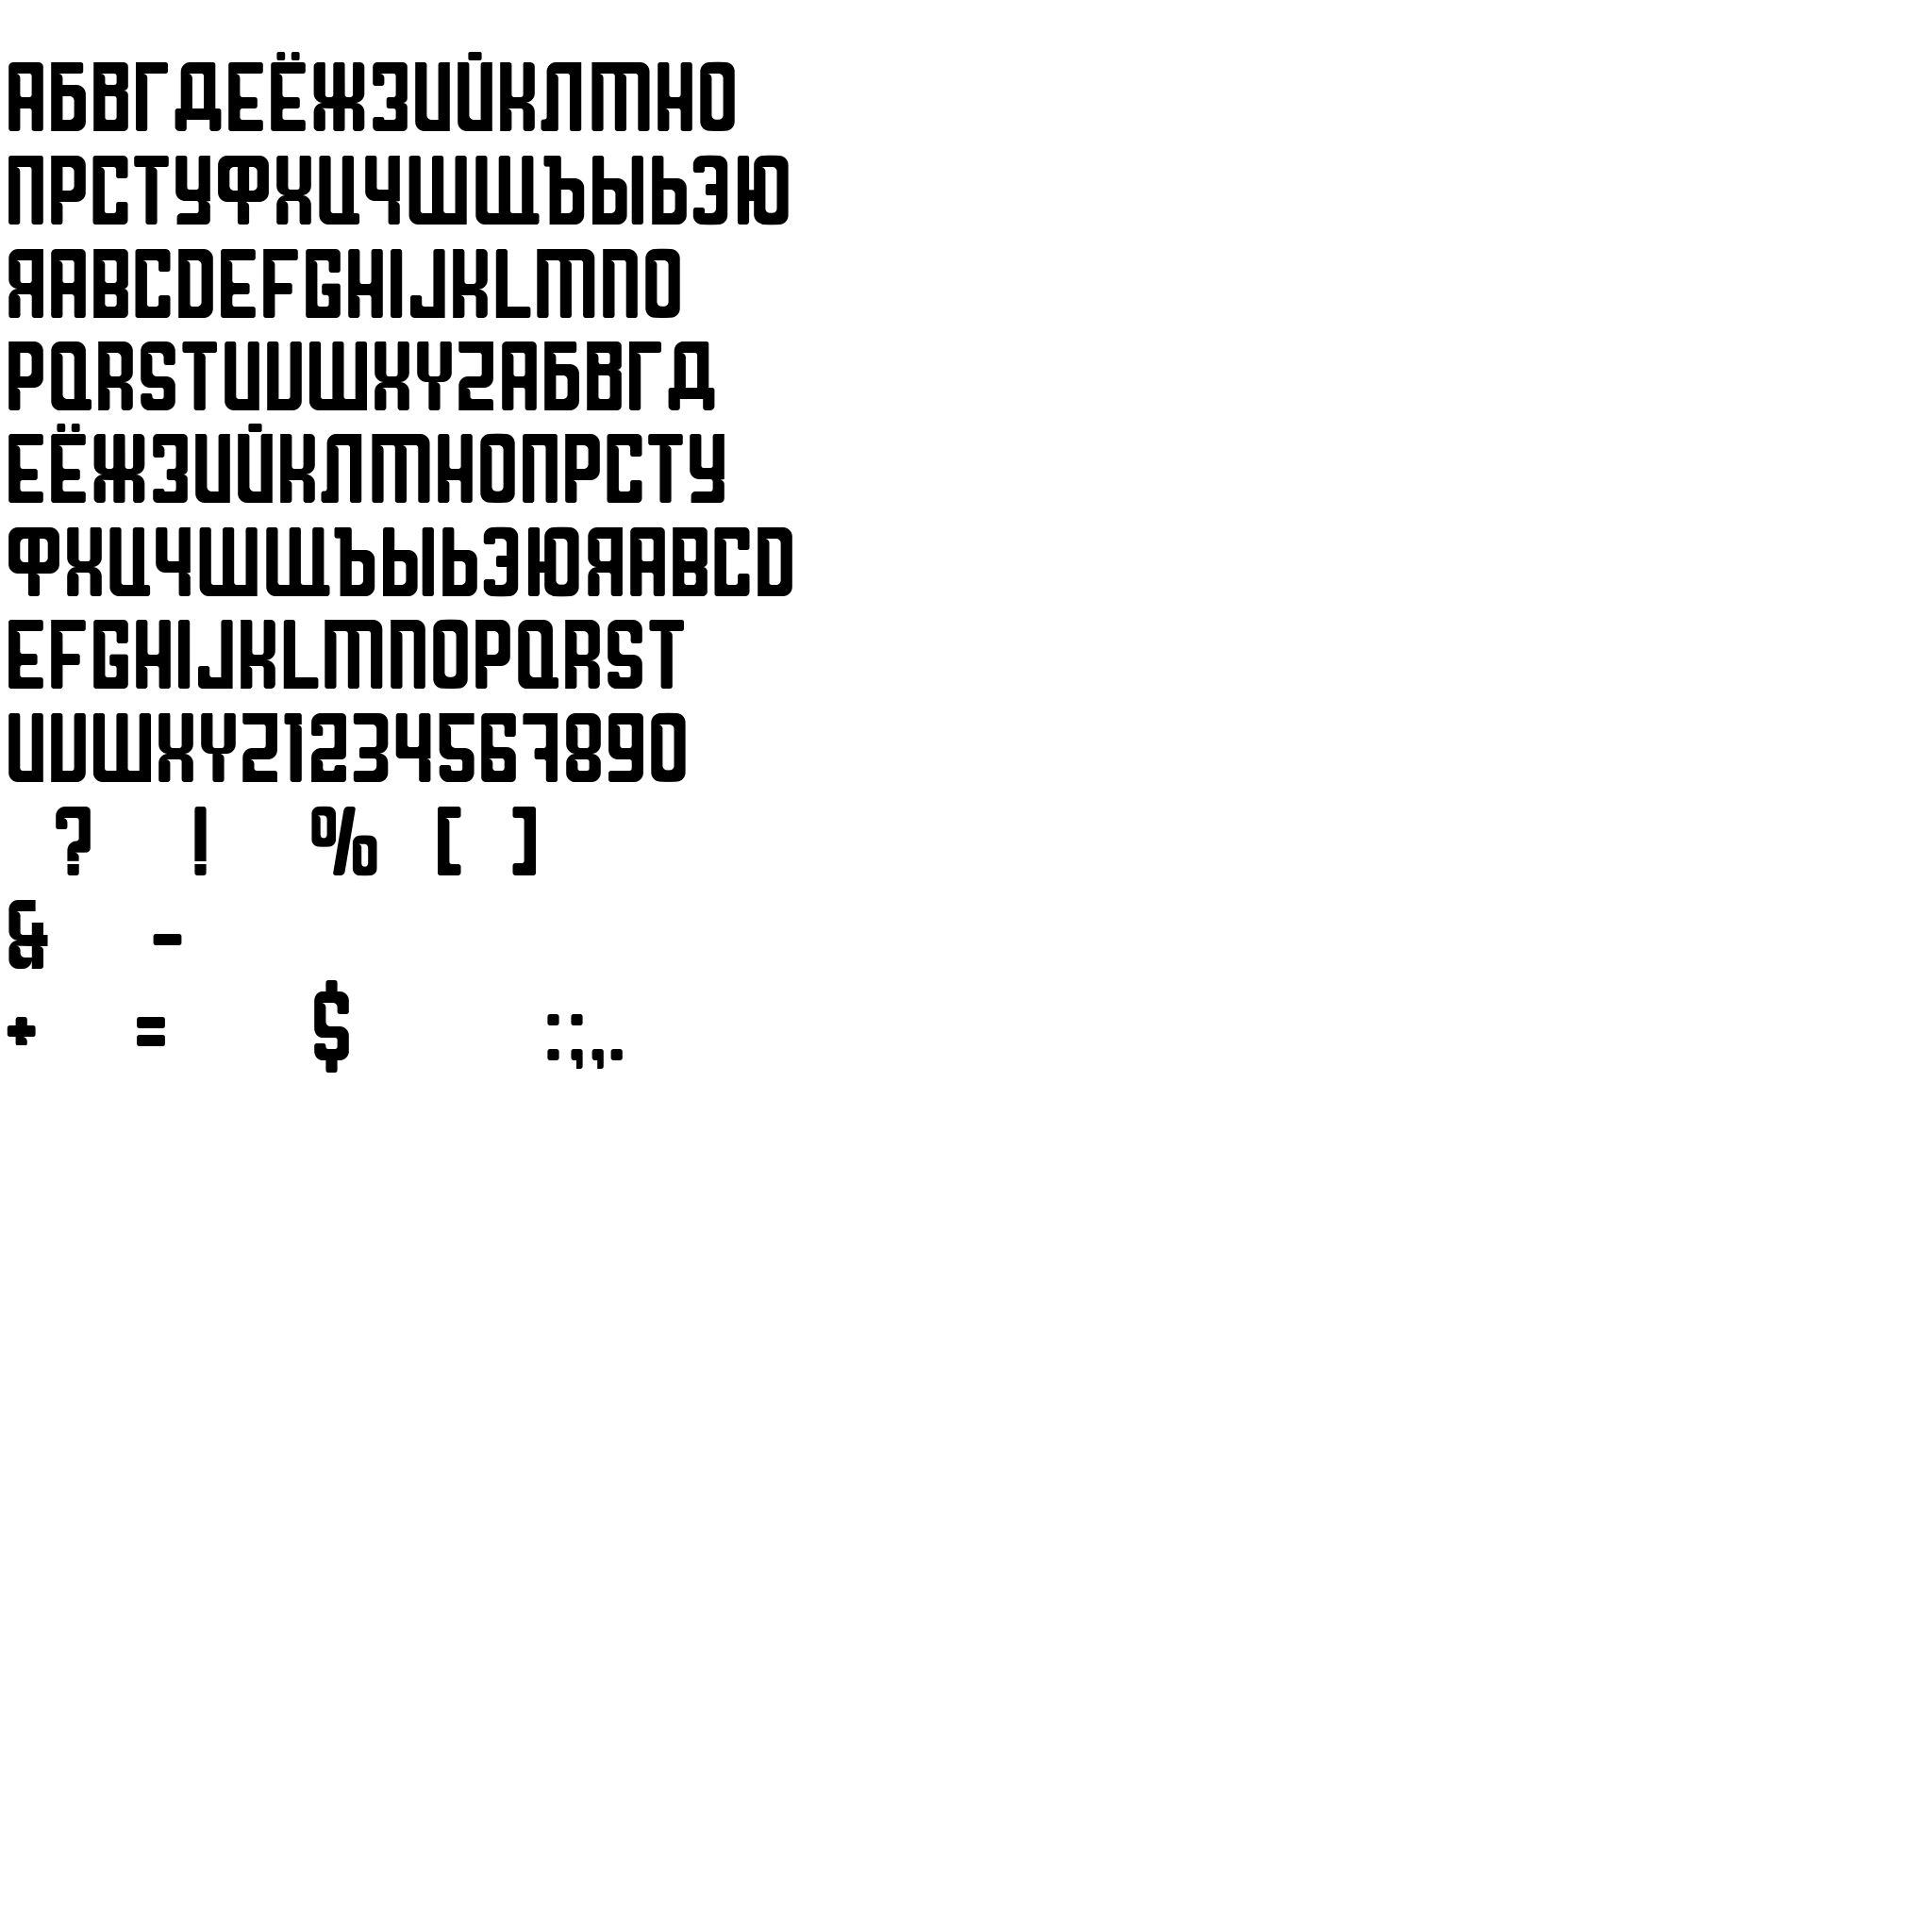 АБВГДЕЁЖЗИЙКЛМНО
ПРСТУФХЦЧШЩЪЫЬЭЮ
ЯABCDEFGHIJKLMNO
PQRSTUVWXYZАБВГД
ЕЁЖЗИЙКЛМНОПРСТУ
ФХЦЧШЩЪЫЬЭЮЯABCD
EFGHIJKLMNOPQRST
UVWXYZ1234567890
? ! % [ ]
& -
+ = $ :;,.